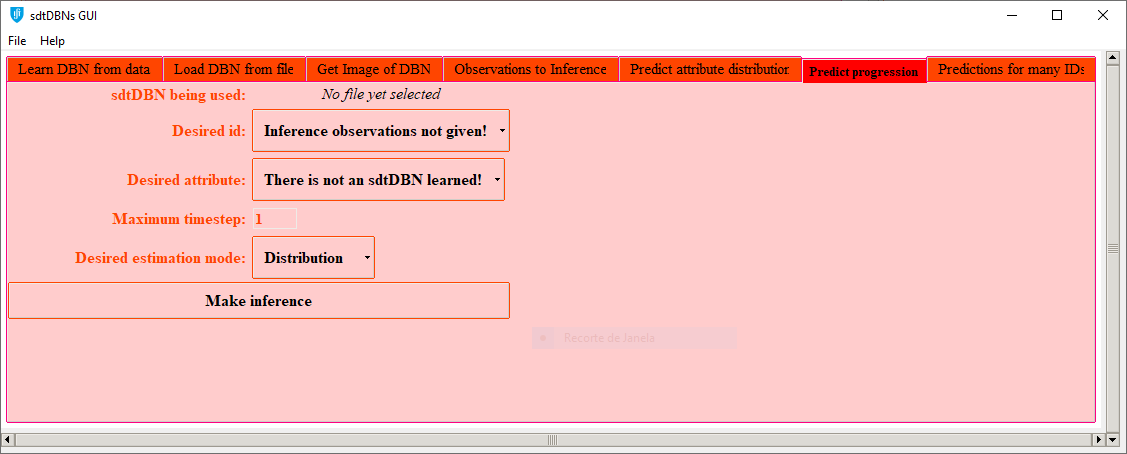 sdtDBNs GUI
File Help
Learn DBN from data Load DBN from file Get Image of DBN Observations to Inference Predict attribute distribution Predict progression Predictions for many IDs
sdtDBN being used: No file yet selected
Desired id: Inference observations not given!
Desired attribute: There is not an sdtDBN learned!
Maximum timestep: 1
Desired estimation mode: Distribution
Make inference
Recorte de Janela